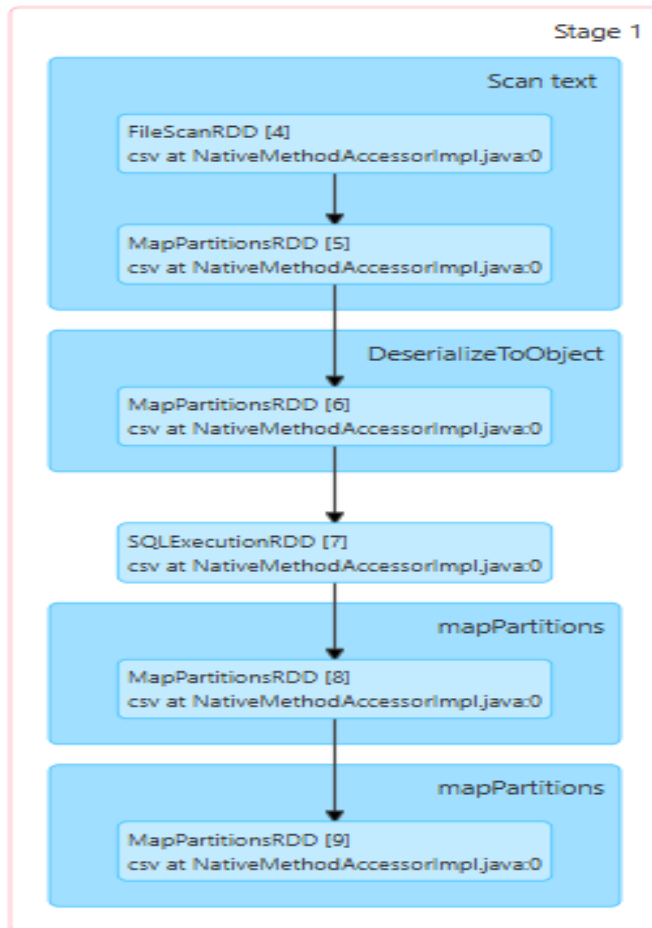 Stage 1
Scan text
FileScanRDD [4]
csv at NativeMethodAccessorImpl.java:0
MapPartitionsRDD [5]
csv at NativeMethodAccessorImpl.java:0
DeserializeToObject
MapPartitionsRDD [6]
csv at NativeMethodAccessorImpl.java:0
SQLExecutionRDD [7]
csv at NativeMethodAccessorImpl.java:0
mapPartitions
MapPartitionsRDD [8]
csv at NativeMethodAccessorImpl.java:0
mapPartitions
MapPartitionsRDD [9]
csv at NativeMethodAccessorImpl.java:0